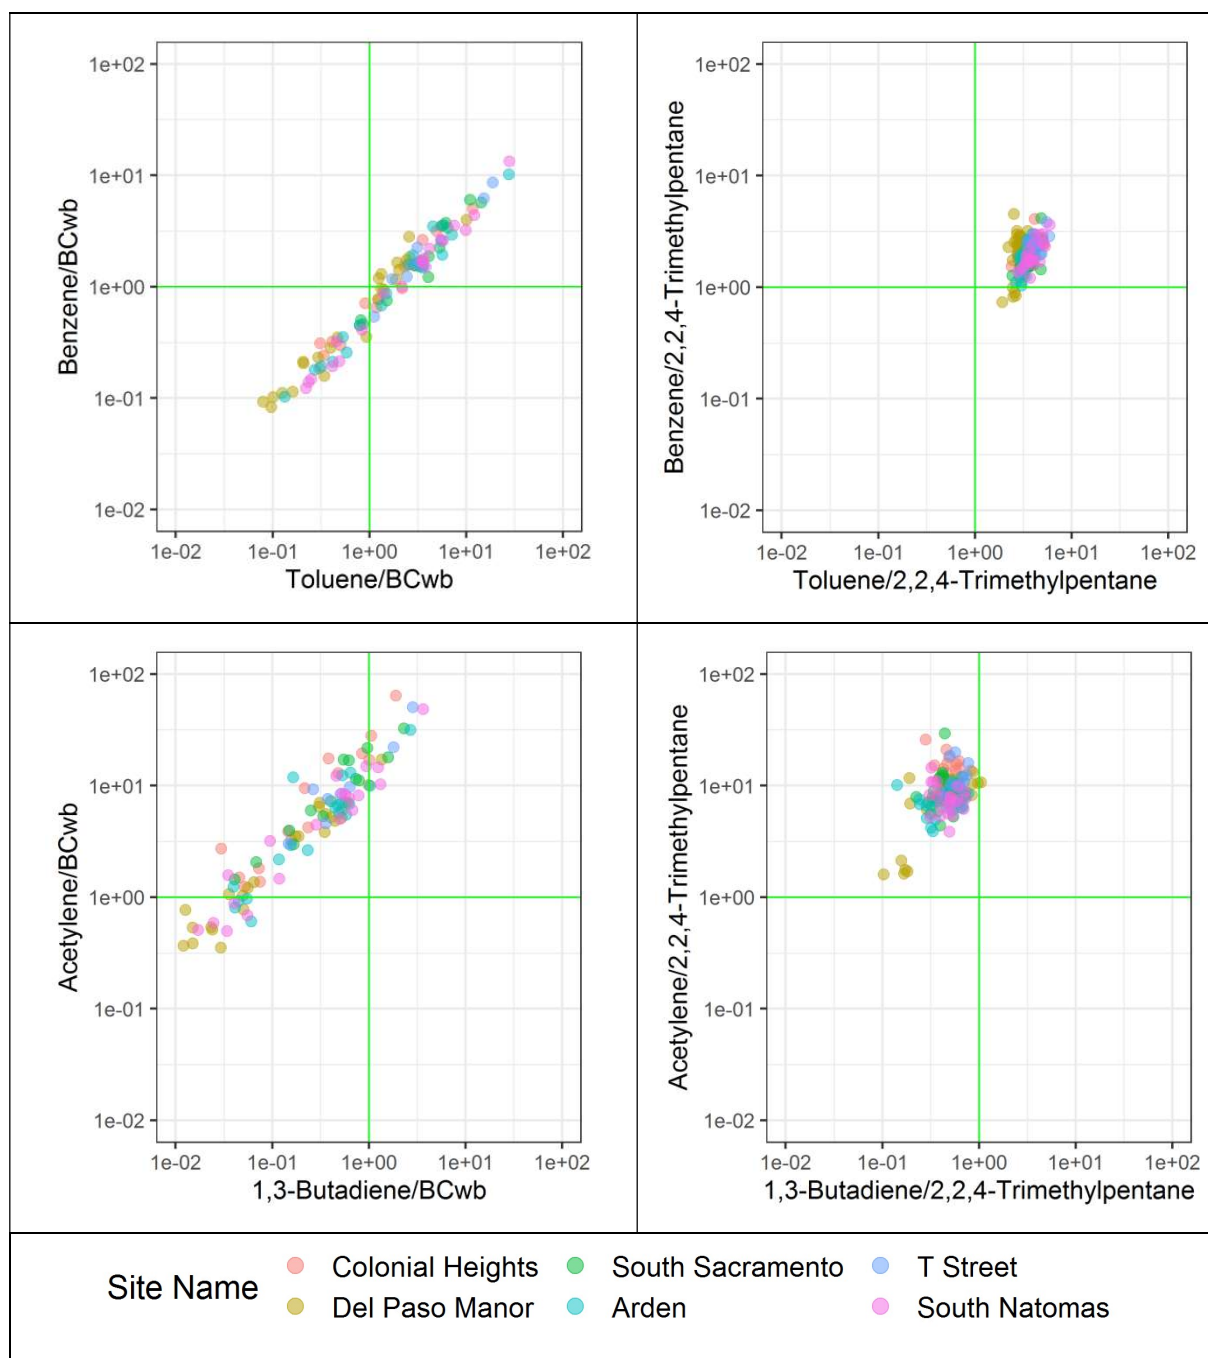 1e+02
1e+01
1e+00
1e-01
1e-02
Benzene/BCwb
1e-02 1e-01 1e+00 1e+01 1e+02
Toluene/BCwb
1e+02
1e+01
1e+00
1e-01
1e-02
Benzene/2,2,4-Trimethylpentane
1e-02 1e-01 1e+00 1e+01 1e+02
Toluene/2,2,4-Trimethylpentane
1e+02
1e+01
1e+00
1e-01
1e-02
Acetylene/BCwb
1e-02 1e-01 1e+00 1e+01 1e+02
1,3-Butadiene/BCwb
1e+02
1e+01
1e+00
1e-01
1e-02
Acetylene/2,2,4-Trimethylpentane
1e-02 1e-01 1e+00 1e+01 1e+02
1,3-Butadiene/2,2,4-Trimethylpentane
Site Name
Colonial Heights South Sacramento T Street
Del Paso Manor Arden South Natomas